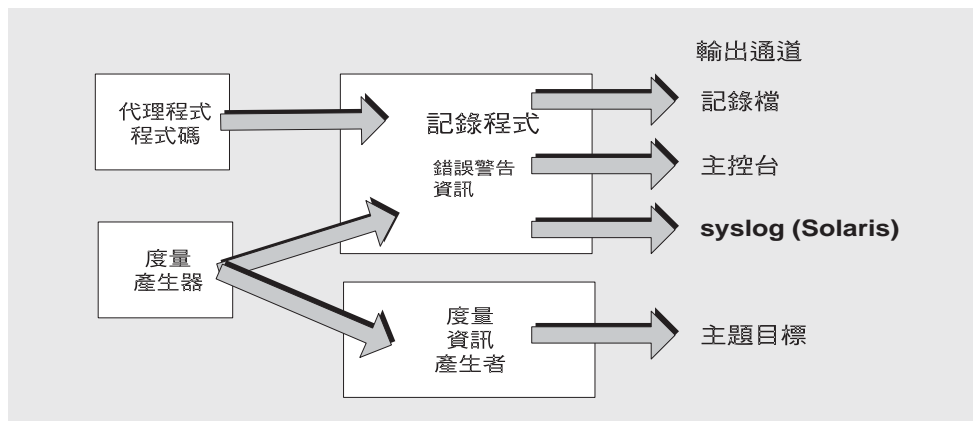 輸出通道
代理程式
程式碼
記錄程式
錯誤警告
資訊
記錄檔
主控台
syslog (Solaris)
度量
產生器
度量
資訊
產生者
主題目標